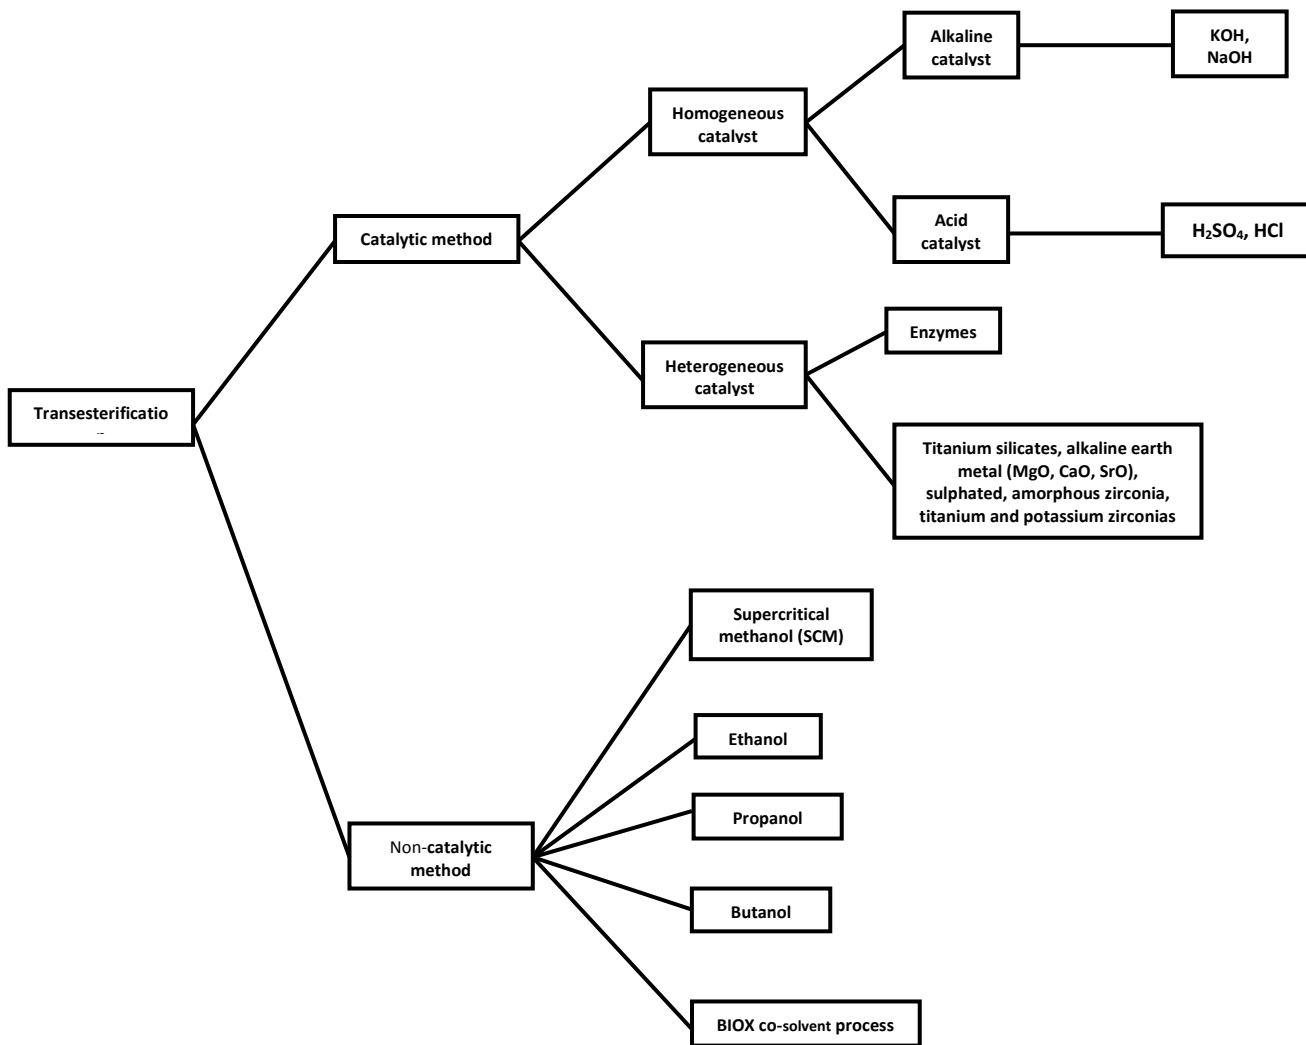 Alkaline
catalyst
KOH,
NaOH
Homogeneous
catalyst
Acid
catalyst
H₂SO₄, HCl
Catalytic method
Enzymes
Heterogeneous
catalyst
Transesterificatio
Titanium silicates, alkaline earth
metal (MgO, CaO, SrO),
sulphated, amorphous zirconia,
titanium and potassium zirconias
Supercritical
methanol (SCM)
Ethanol
Propanol
Non-catalytic
method
Butanol
BIOX co-solvent process